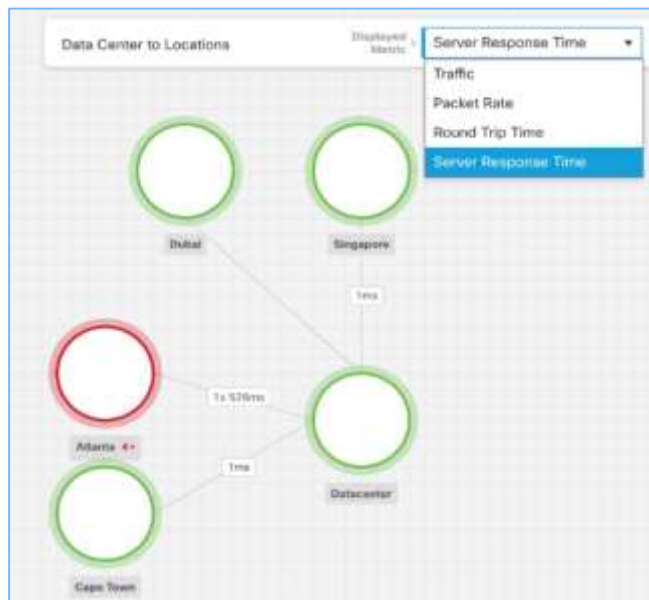 Data Center to Locations
Displayed
Metric
Server Response Time
Traffic
Packet Rate
Round Trip Time
Server Response Time
Dubai
Singapore
1ms
1s 526ms
Atlanta
1ms
Datacenter
Cape Town